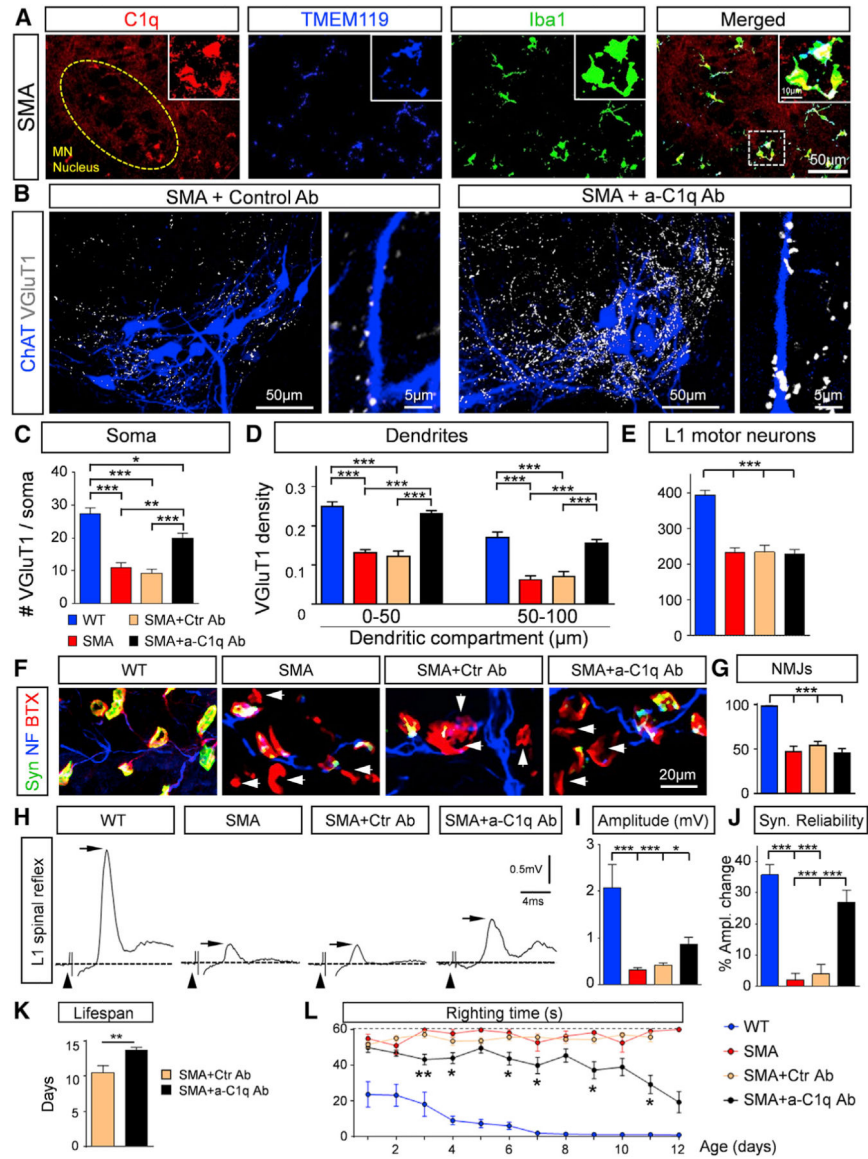 A
C1q
TMEM119
Iba1
Merged
SMA
MN
Nucleus
10µm
50µm
B
SMA + Control Ab
SMA + a-C1q Ab
ChAT VGluT1
50µm
5µm
50µm
5µm
C
Soma
# VGluT1 / soma
40
30
20
10
0
*
***
***
**
***
WT
SMA
SMA+Ctr Ab
SMA+a-C1q Ab
D
Dendrites
VGluT1 density
0.2
0.1
0
***
***
***
***
***
***
***
***
0-50
50-100
Dendritic compartment (µm)
E
L1 motor neurons
400
300
200
100
0
***
F
WT
SMA
SMA+Ctr Ab
SMA+a-C1q Ab
Syn NF BTX
20µm
G
NMJs
100
50
0
***
H
WT
SMA
SMA+Ctr Ab
SMA+a-C1q Ab
L1 spinal reflex
0.5mV
4ms
I
Amplitude (mV)
2
1
0
*** *** *
J
Syn. Reliability
% Ampl. change
40
30
20
10
0
*** ***
*** ***
K
Lifespan
Days
15
10
5
0
**
SMA+Ctr Ab
SMA+a-C1q Ab
L
Righting time (s)
60
40
20
0
** * * * * *
2 4 6 8 10 12
Age (days)
WT
SMA
SMA+Ctr Ab
SMA+a-C1q Ab